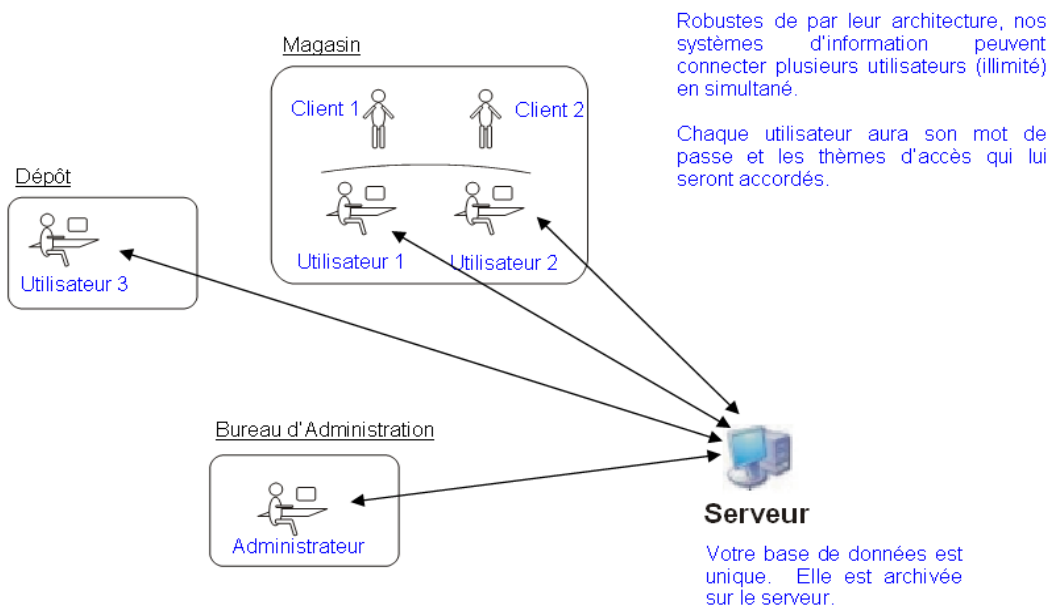 Robustes de par leur architecture, nos
systèmes d'information peuvent
connecter plusieurs utilisateurs (illimité)
en simultané.
Chaque utilisateur aura son mot de
passe et les thèmes d'accès qui lui
seront accordés.
Magasin
Client 1
Client 2
Utilisateur 1
Utilisateur 2
Dépôt
Utilisateur 3
Bureau d'Administration
Administrateur
Serveur
Votre base de données est
unique. Elle est archivée
sur le serveur.